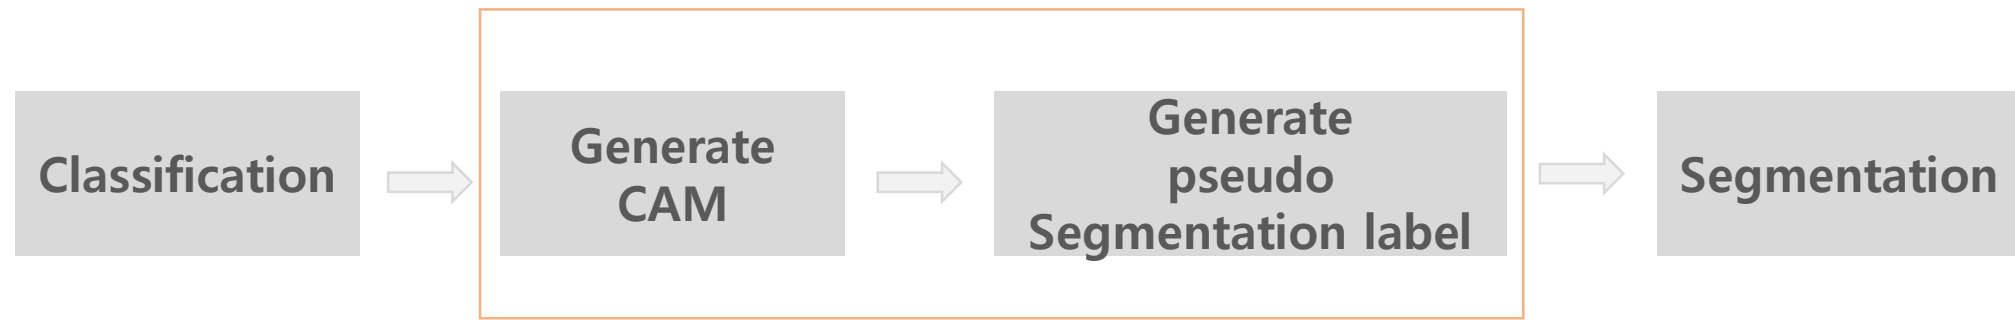 Classification
Generate
CAM
Generate
pseudo
Segmentation label
Segmentation